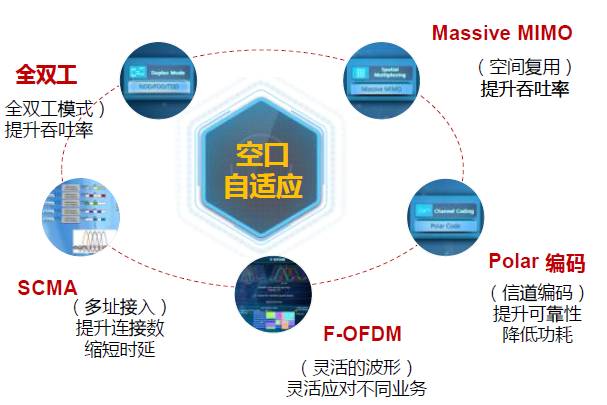 Massive MIMO
（空间复用）
提升吞吐率
全双工
全双工模式）
提升吞吐率
Duplex Mode
Spatial
Multiplexing
Massive MIMO
空口
自适应
Channel Coding
Polar Code
Polar 编码
（信道编码）
提升可靠性
降低功耗
SCMA
（多址接入）
提升连接数
缩短时延
F-OFDM
F-OFDM
（灵活的波形）
灵活应对不同业务